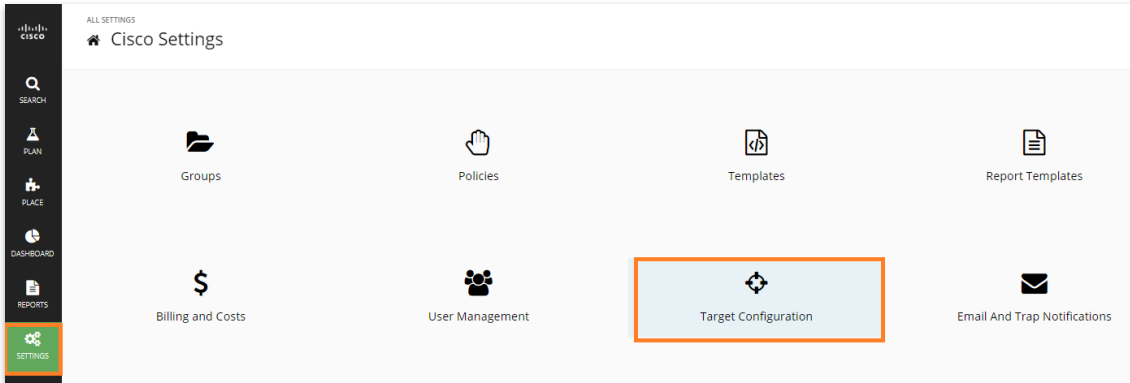 CISCO
ALL SETTINGS
Cisco Settings
SEARCH
PLAN
PLACE
DASHBOARD
REPORTS
SETTINGS
Groups
Policies
Templates
Report Templates
$
Billing and Costs
User Management
Target Configuration
Email And Trap Notifications